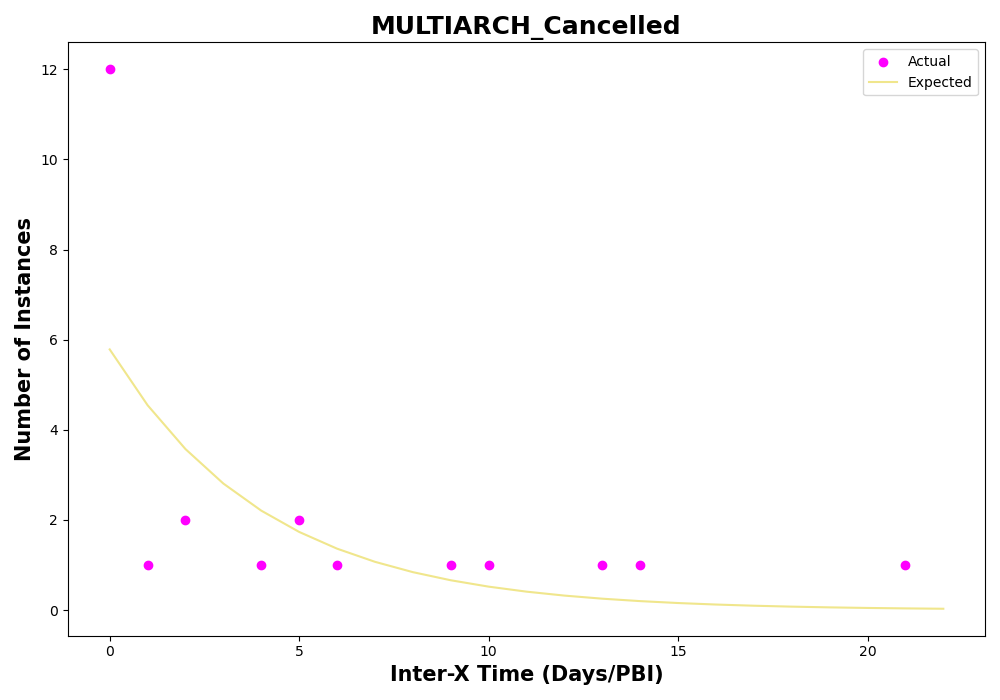 MULTIARCH_Cancelled
Actual
Expected
Number of Instances
12
10
8
6
4
2
0
0 5 10 15 20
Inter-X Time (Days/PBI)